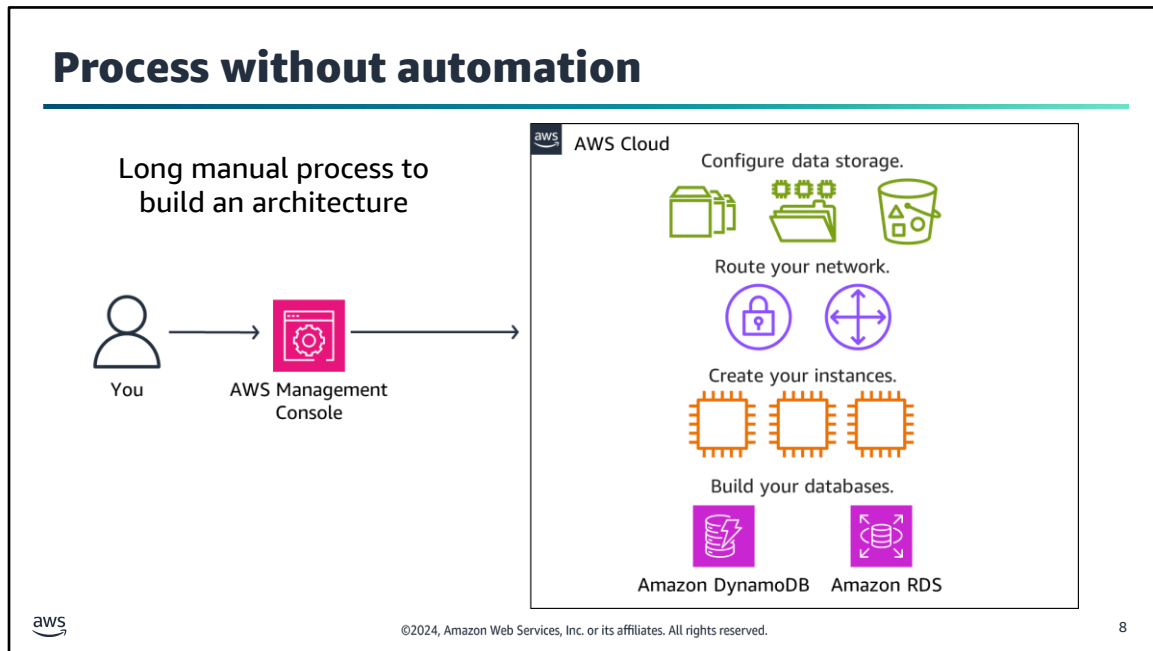 Process without automation
Long manual process to
build an architecture
You
AWS Management
Console
aws
AWS Cloud
Configure data storage.
Route your network.
Create your instances.
Build your databases.
Amazon DynamoDB
Amazon RDS
aws
©2024, Amazon Web Services, Inc. or its affiliates. All rights reserved.
8